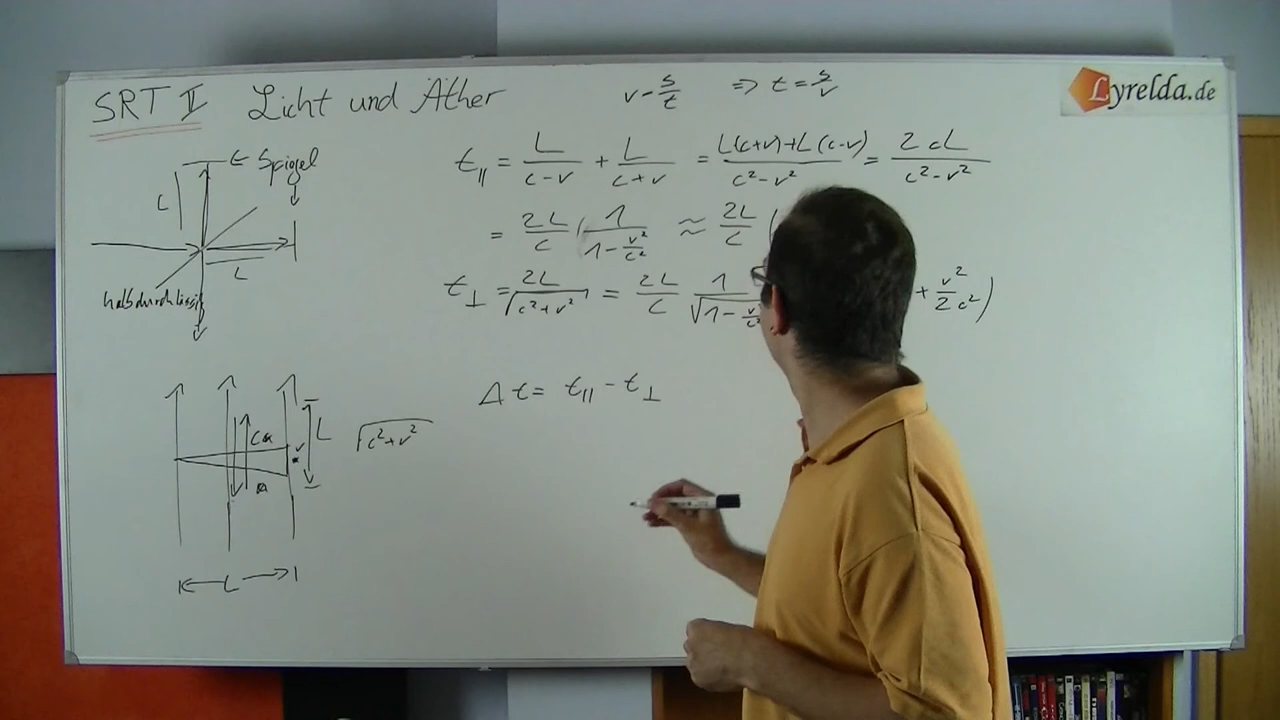 SRT II Licht und Äther
v = s/t ⇒ t = s/v
Lyrelda.de
← Spiegel
L
L
halbdurchlässig
t∥ = L/(c-v) + L/(c+v) = (L(c+v)+L(c-v))/(c²-v²) = 2cL/(c²-v²)
= 2L/c (1/(1-v²/c²) ≈ 2L/c (
t⊥ = 2L/√(c²+v²) = 2L/c 1/√(1-v²/c² + v²/2c²)
Δt = t∥ - t⊥
√(c²+v²)
L
v
L